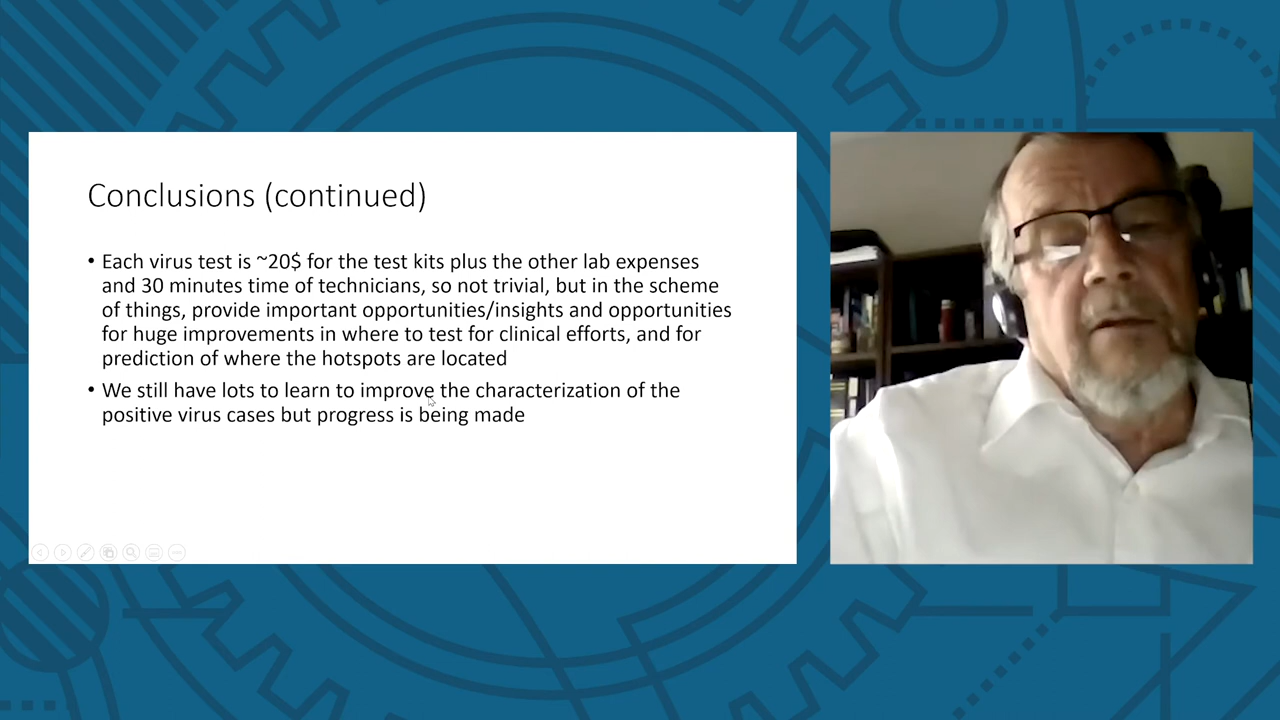 Conclusions (continued)
• Each virus test is ~20$ for the test kits plus the other lab expenses
and 30 minutes time of technicians, so not trivial, but in the scheme
of things, provide important opportunities/insights and opportunities
for huge improvements in where to test for clinical efforts, and for
prediction of where the hotspots are located
• We still have lots to learn to improve the characterization of the
positive virus cases but progress is being made